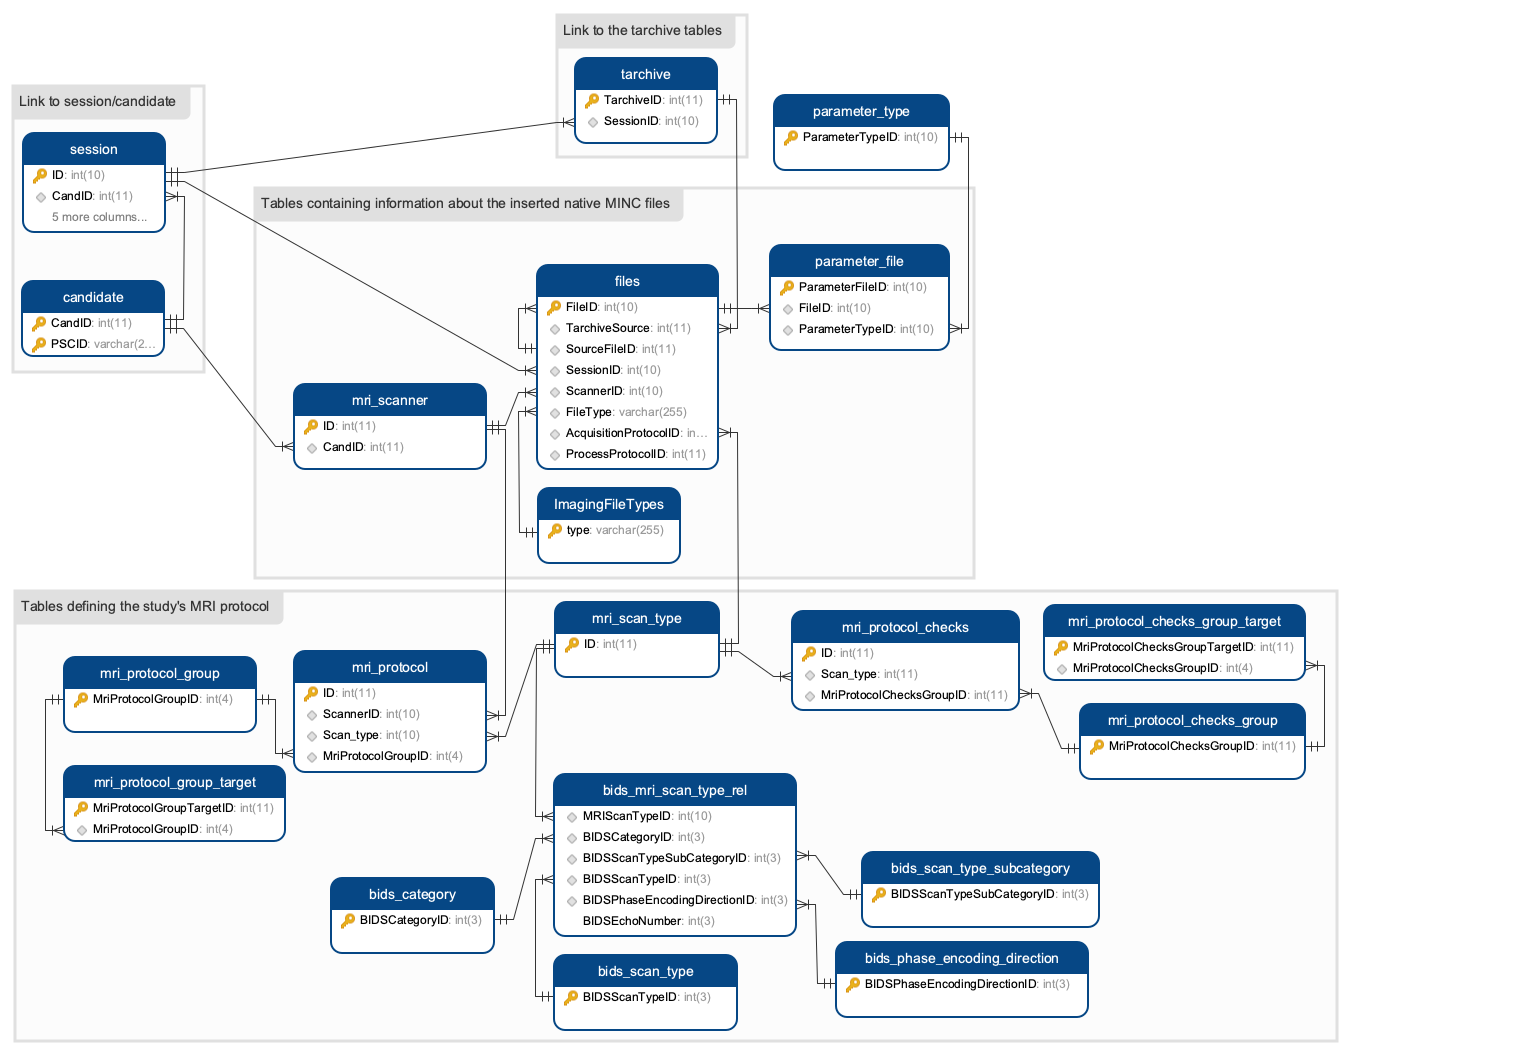 Link to the tarchive tables
tarchive
TarchiveID: int(11)
SessionID: int(10)
parameter_type
ParameterTypeID: int(10)
Link to session/candidate
session
ID: int(10)
CandID: int(11)
5 more columns...
candidate
CandID: int(11)
PSCID: varchar(2...
Tables containing information about the inserted native MINC files
files
FileID: int(10)
TarchiveSource: int(11)
SourceFileID: int(11)
SessionID: int(10)
ScannerID: int(10)
FileType: varchar(255)
AcquisitionProtocolID: in...
ProcessProtocolID: int(11)
parameter_file
ParameterFileID: int(10)
FileID: int(10)
ParameterTypeID: int(10)
mri_scanner
ID: int(11)
CandID: int(11)
ImagingFileTypes
type: varchar(255)
Tables defining the study's MRI protocol
mri_protocol_group
MriProtocolGroupID: int(4)
mri_protocol_group_target
MriProtocolGroupTargetID: int(11)
MriProtocolGroupID: int(4)
mri_protocol
ID: int(11)
ScannerID: int(10)
Scan_type: int(10)
MriProtocolGroupID: int(4)
mri_scan_type
ID: int(11)
mri_protocol_checks
ID: int(11)
Scan_type: int(11)
MriProtocolChecksGroupID: int(11)
mri_protocol_checks_group_target
MriProtocolChecksGroupTargetID: int(11)
MriProtocolChecksGroupID: int(4)
mri_protocol_checks_group
MriProtocolChecksGroupID: int(11)
bids_mri_scan_type_rel
MRIScanTypeID: int(10)
BIDSCategoryID: int(3)
BIDSScanTypeSubCategoryID: int(3)
BIDSScanTypeID: int(3)
BIDSPhaseEncodingDirectionID: int(3)
BIDSEchoNumber: int(3)
bids_category
BIDSCategoryID: int(3)
bids_scan_type_subcategory
BIDSScanTypeSubCategoryID: int(3)
bids_scan_type
BIDSScanTypeID: int(3)
bids_phase_encoding_direction
BIDSPhaseEncodingDirectionID: int(3)